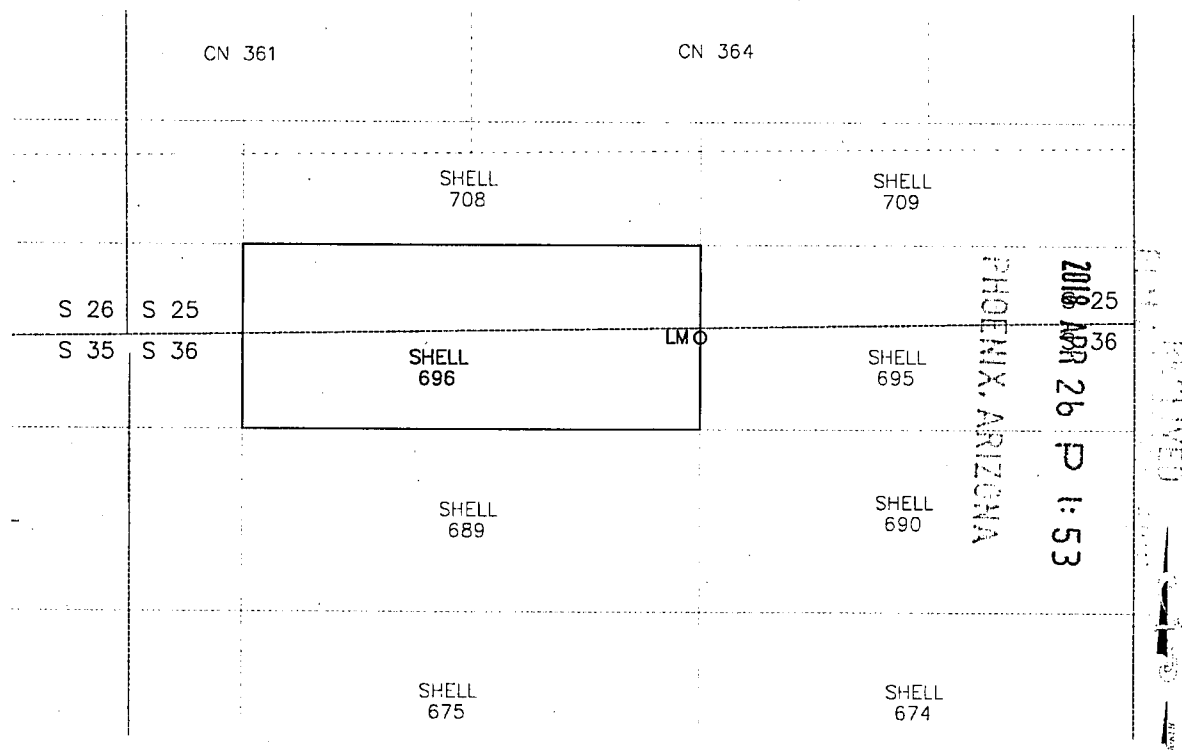 CN 361
CN 364
SHELL
708
SHELL
709
S 26
S 25
S 25
S 35
S 36
36
LM
SHELL
696
SHELL
695
SHELL
689
SHELL
690
SHELL
675
SHELL
674
2018 APR 26 P 1:53
PHOENIX, ARIZONA